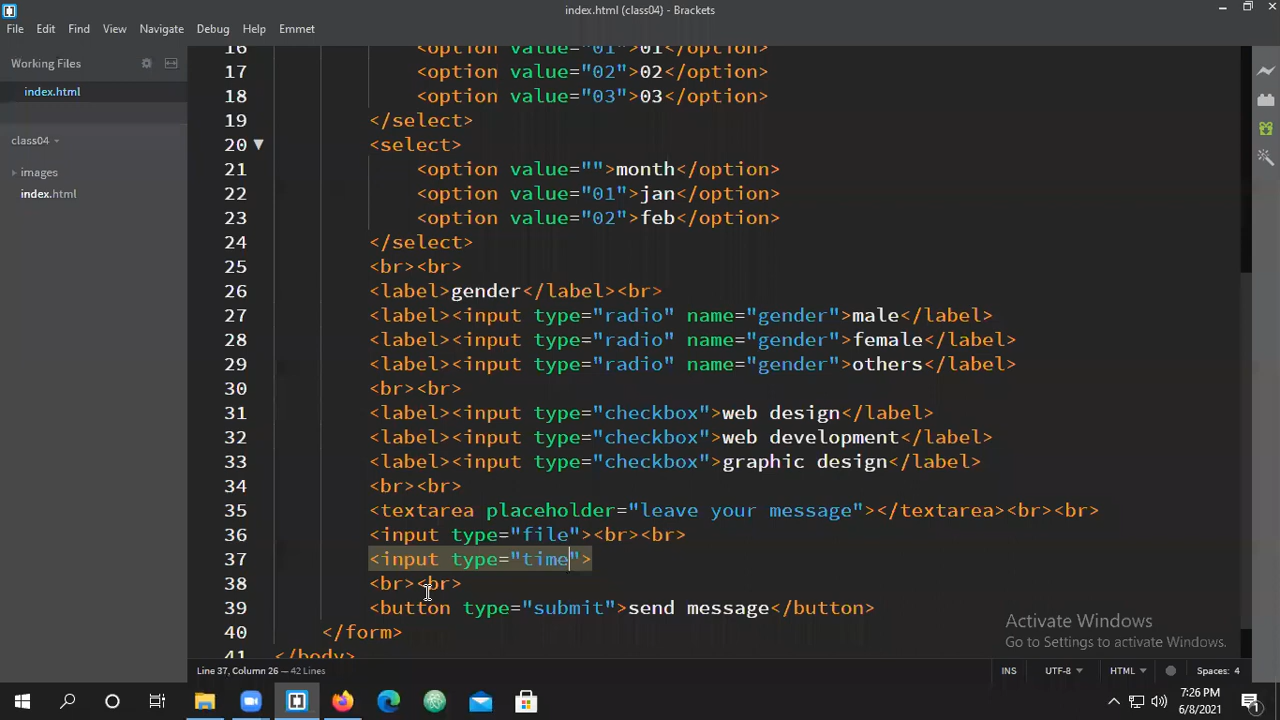 index.html (class04) - Brackets
File Edit Find View Navigate Debug Help Emmet
Working Files
index.html
class04
images
index.html
16 <option value="01">01</option>
17 <option value="02">02</option>
18 <option value="03">03</option>
19 </select>
20 <select>
21 <option value="">month</option>
22 <option value="01">jan</option>
23 <option value="02">feb</option>
24 </select>
25 <br><br>
26 <label>gender</label><br>
27 <label><input type="radio" name="gender">male</label>
28 <label><input type="radio" name="gender">female</label>
29 <label><input type="radio" name="gender">others</label>
30 <br><br>
31 <label><input type="checkbox">web design</label>
32 <label><input type="checkbox">web development</label>
33 <label><input type="checkbox">graphic design</label>
34 <br><br>
35 <textarea placeholder="leave your message"></textarea><br><br>
36 <input type="file"><br><br>
37 <input type="time">
38 <br><br>
39 <button type="submit">send message</button>
40 </form>
41 </body>
Activate Windows
Go to Settings to activate Windows.
Line 37, Column 26 — 42 Lines
INS UTF-8 HTML Spaces: 4
7:26 PM
6/8/2021